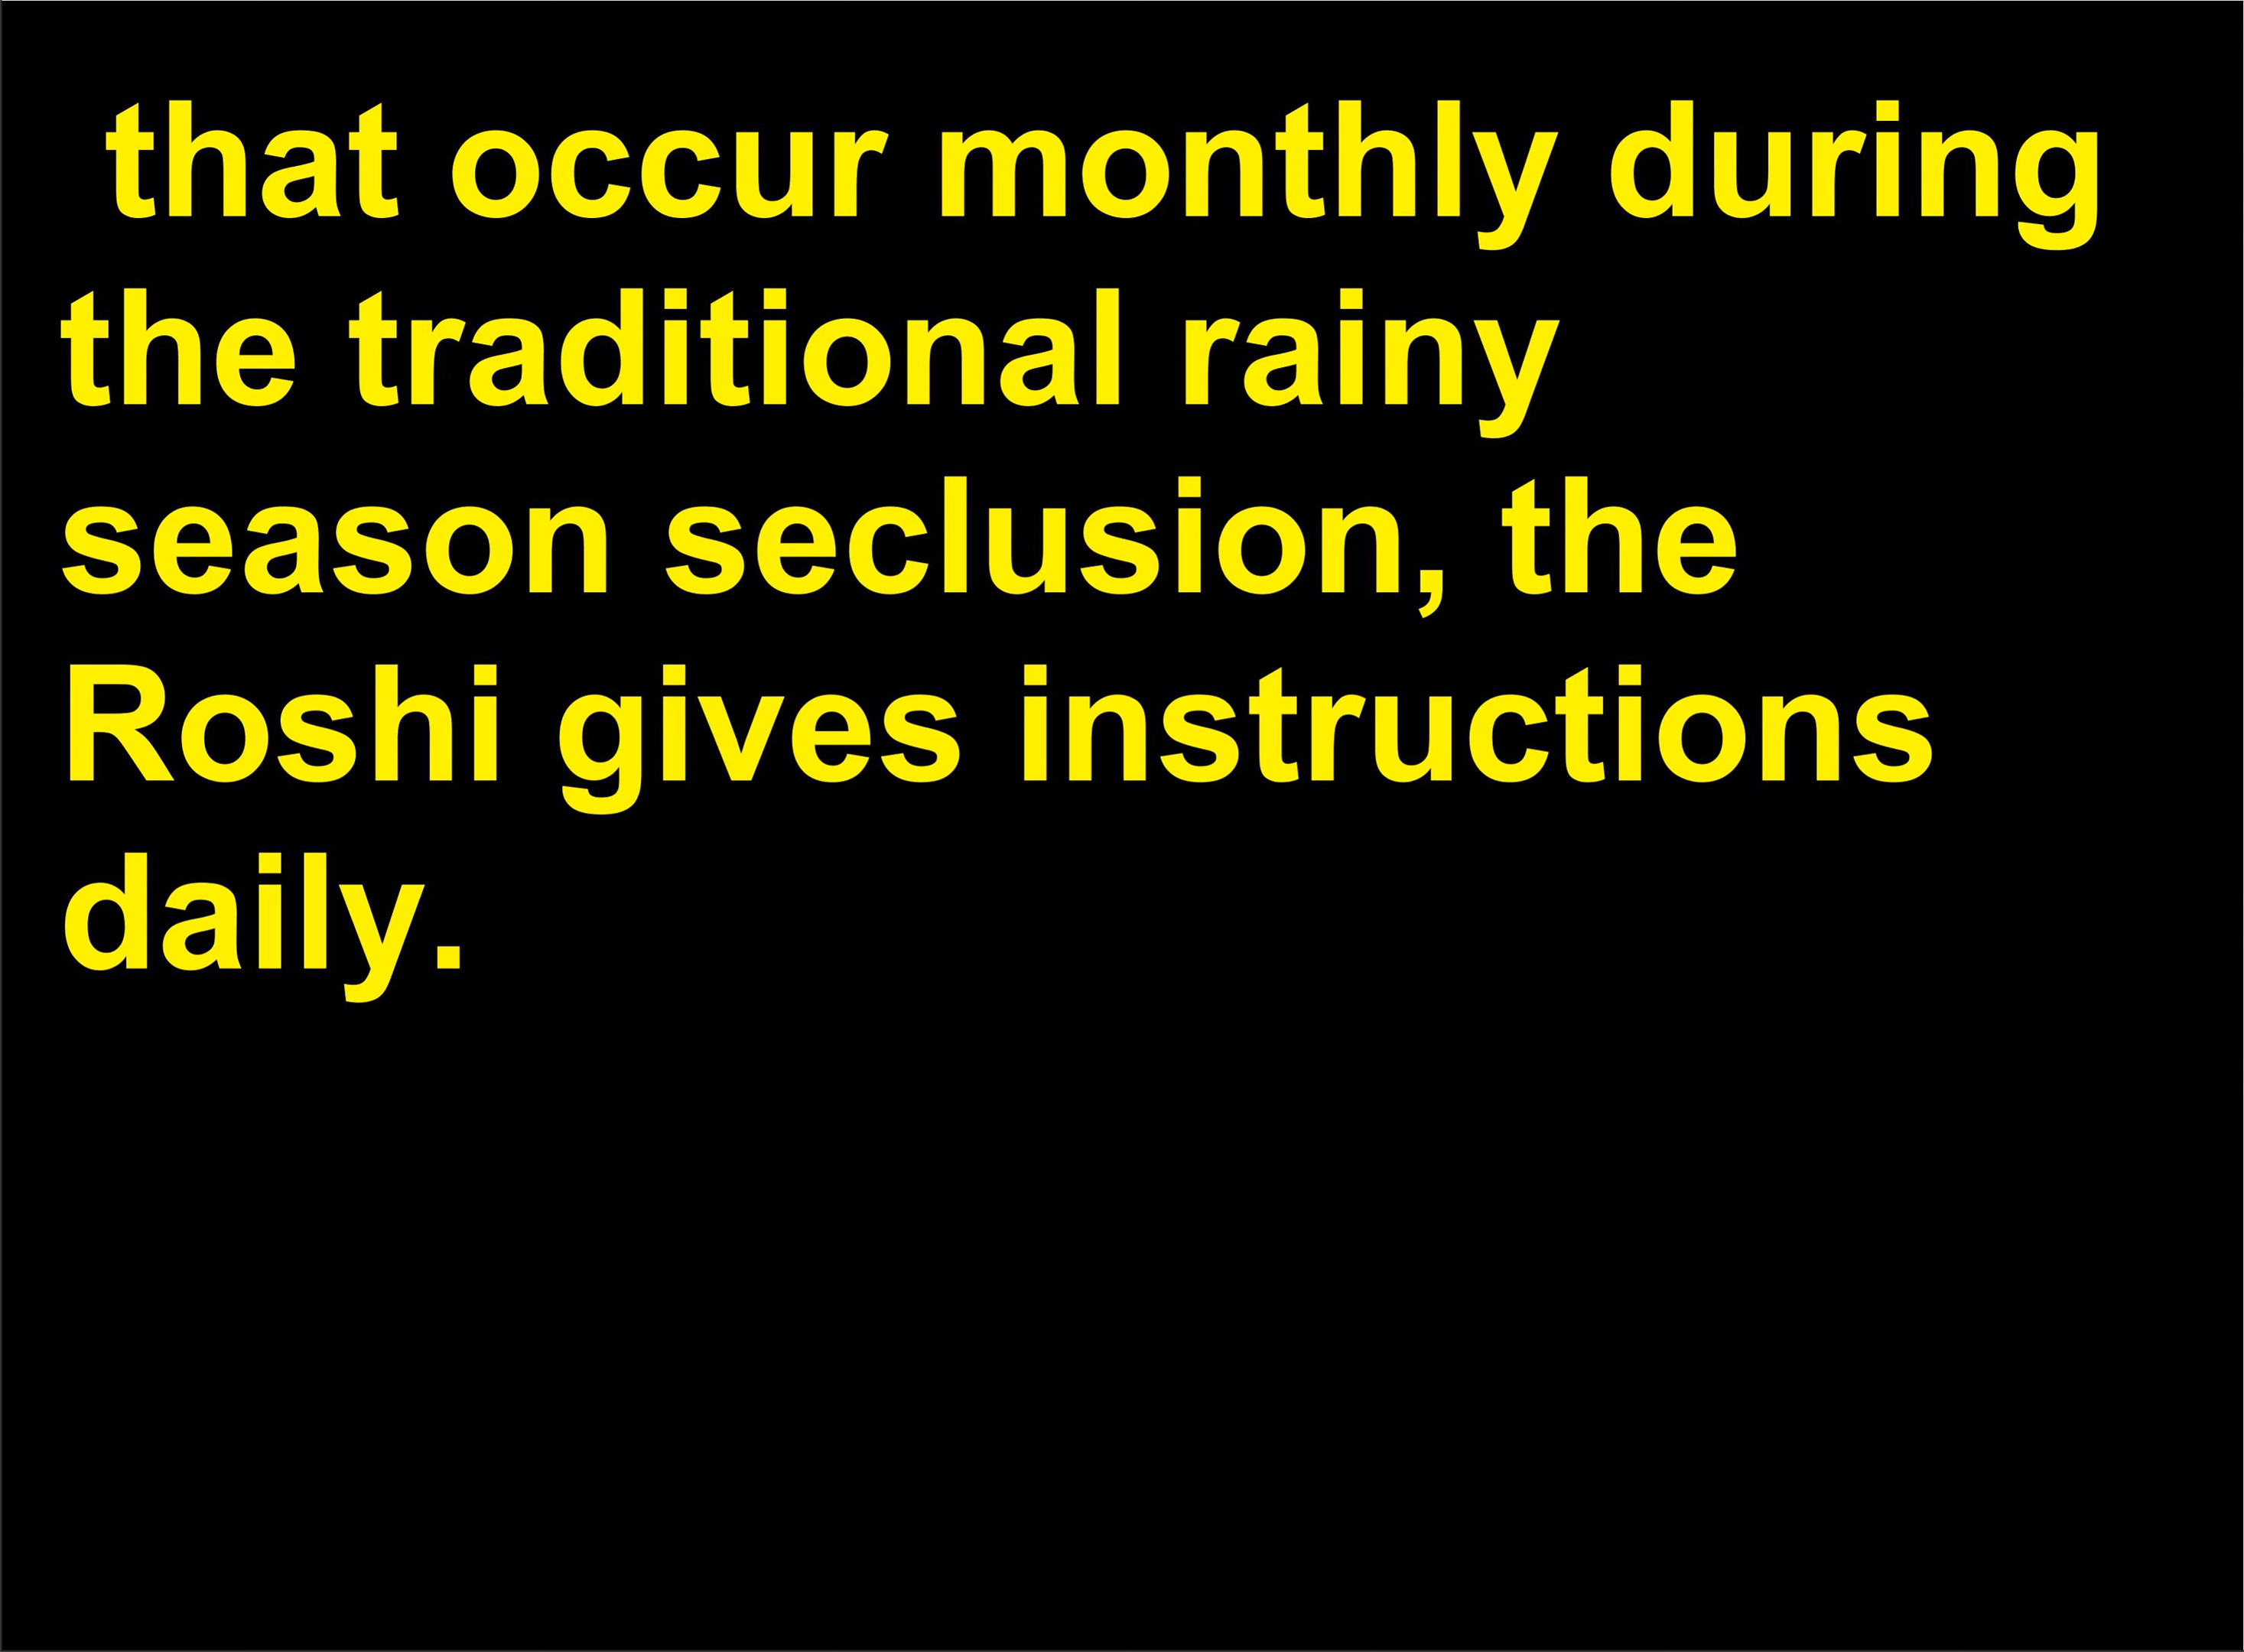 that occur monthly during
the traditional rainy
season seclusion, the
Roshi gives instructions
daily.